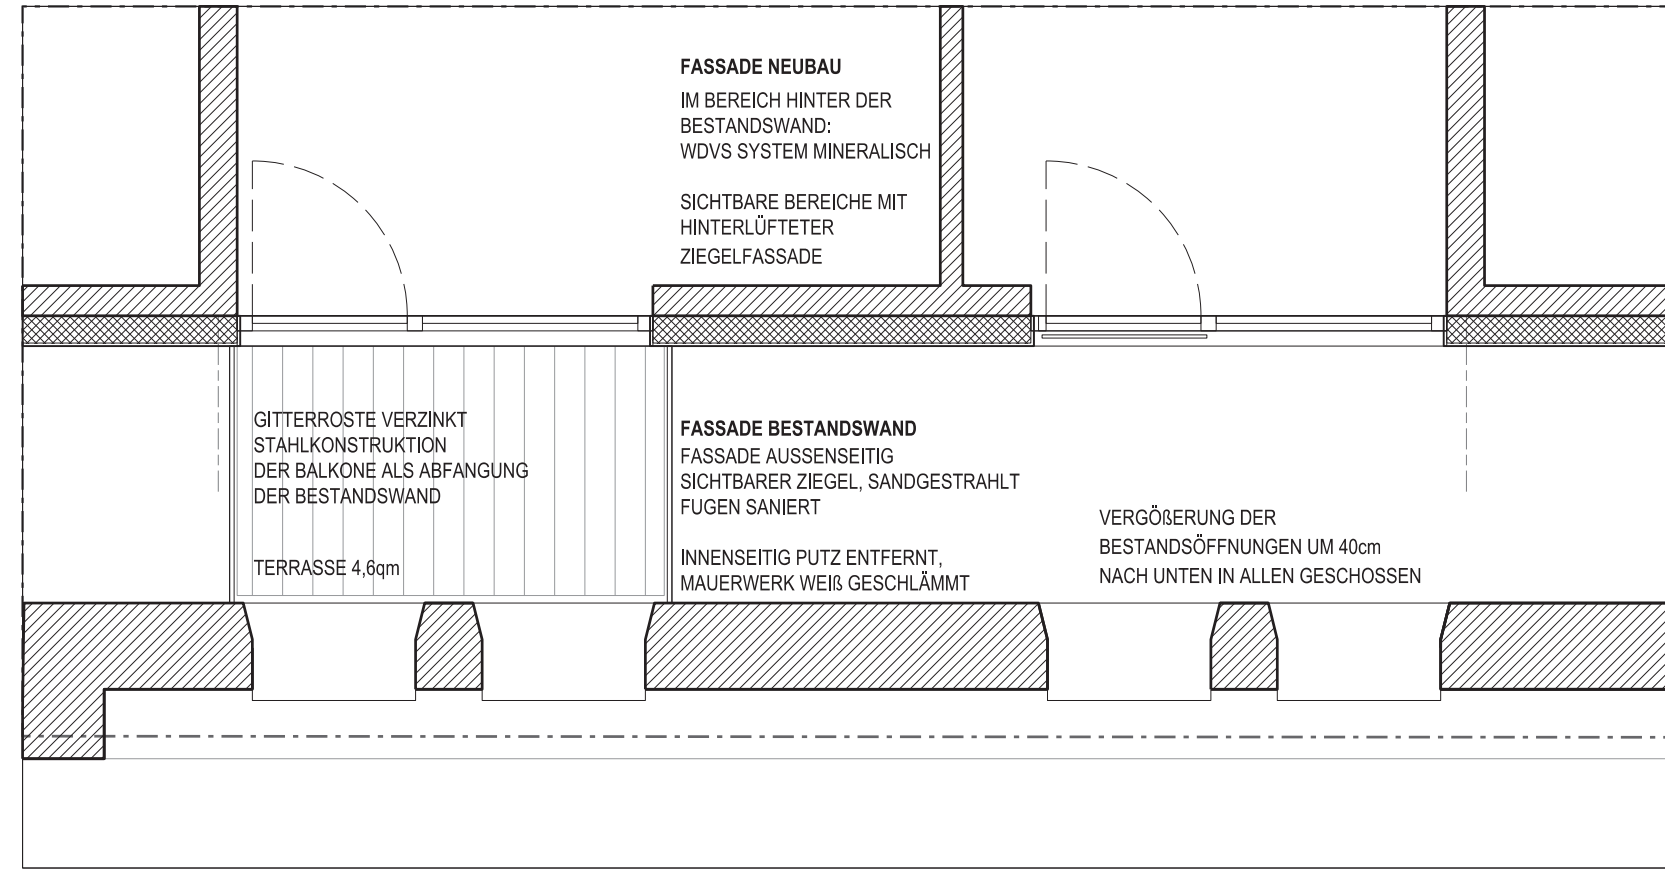 FASSADE NEUBAU
IM BEREICH HINTER DER
BESTANDSWAND:
WDVS SYSTEM MINERALISCH
SICHTBARE BEREICHE MIT
HINTERLÜFTETER
ZIEGELFASSADE
GITTERROSTE VERZINKT
STAHLKONSTRUKTION
DER BALKONE ALS ABFANGUNG
DER BESTANDSWAND
TERRASSE 4,6qm
FASSADE BESTANDSWAND
FASSADE AUSSENSEITIG
SICHTBARER ZIEGEL, SANDGESTRAHLT
FUGEN SANIERT
INNENSEITIG PUTZ ENTFERNT,
MAUERWERK WEIß GESCHLÄMMT
VERGÖßERUNG DER
BESTANDSÖFFNUNGEN UM 40cm
NACH UNTEN IN ALLEN GESCHOSSEN